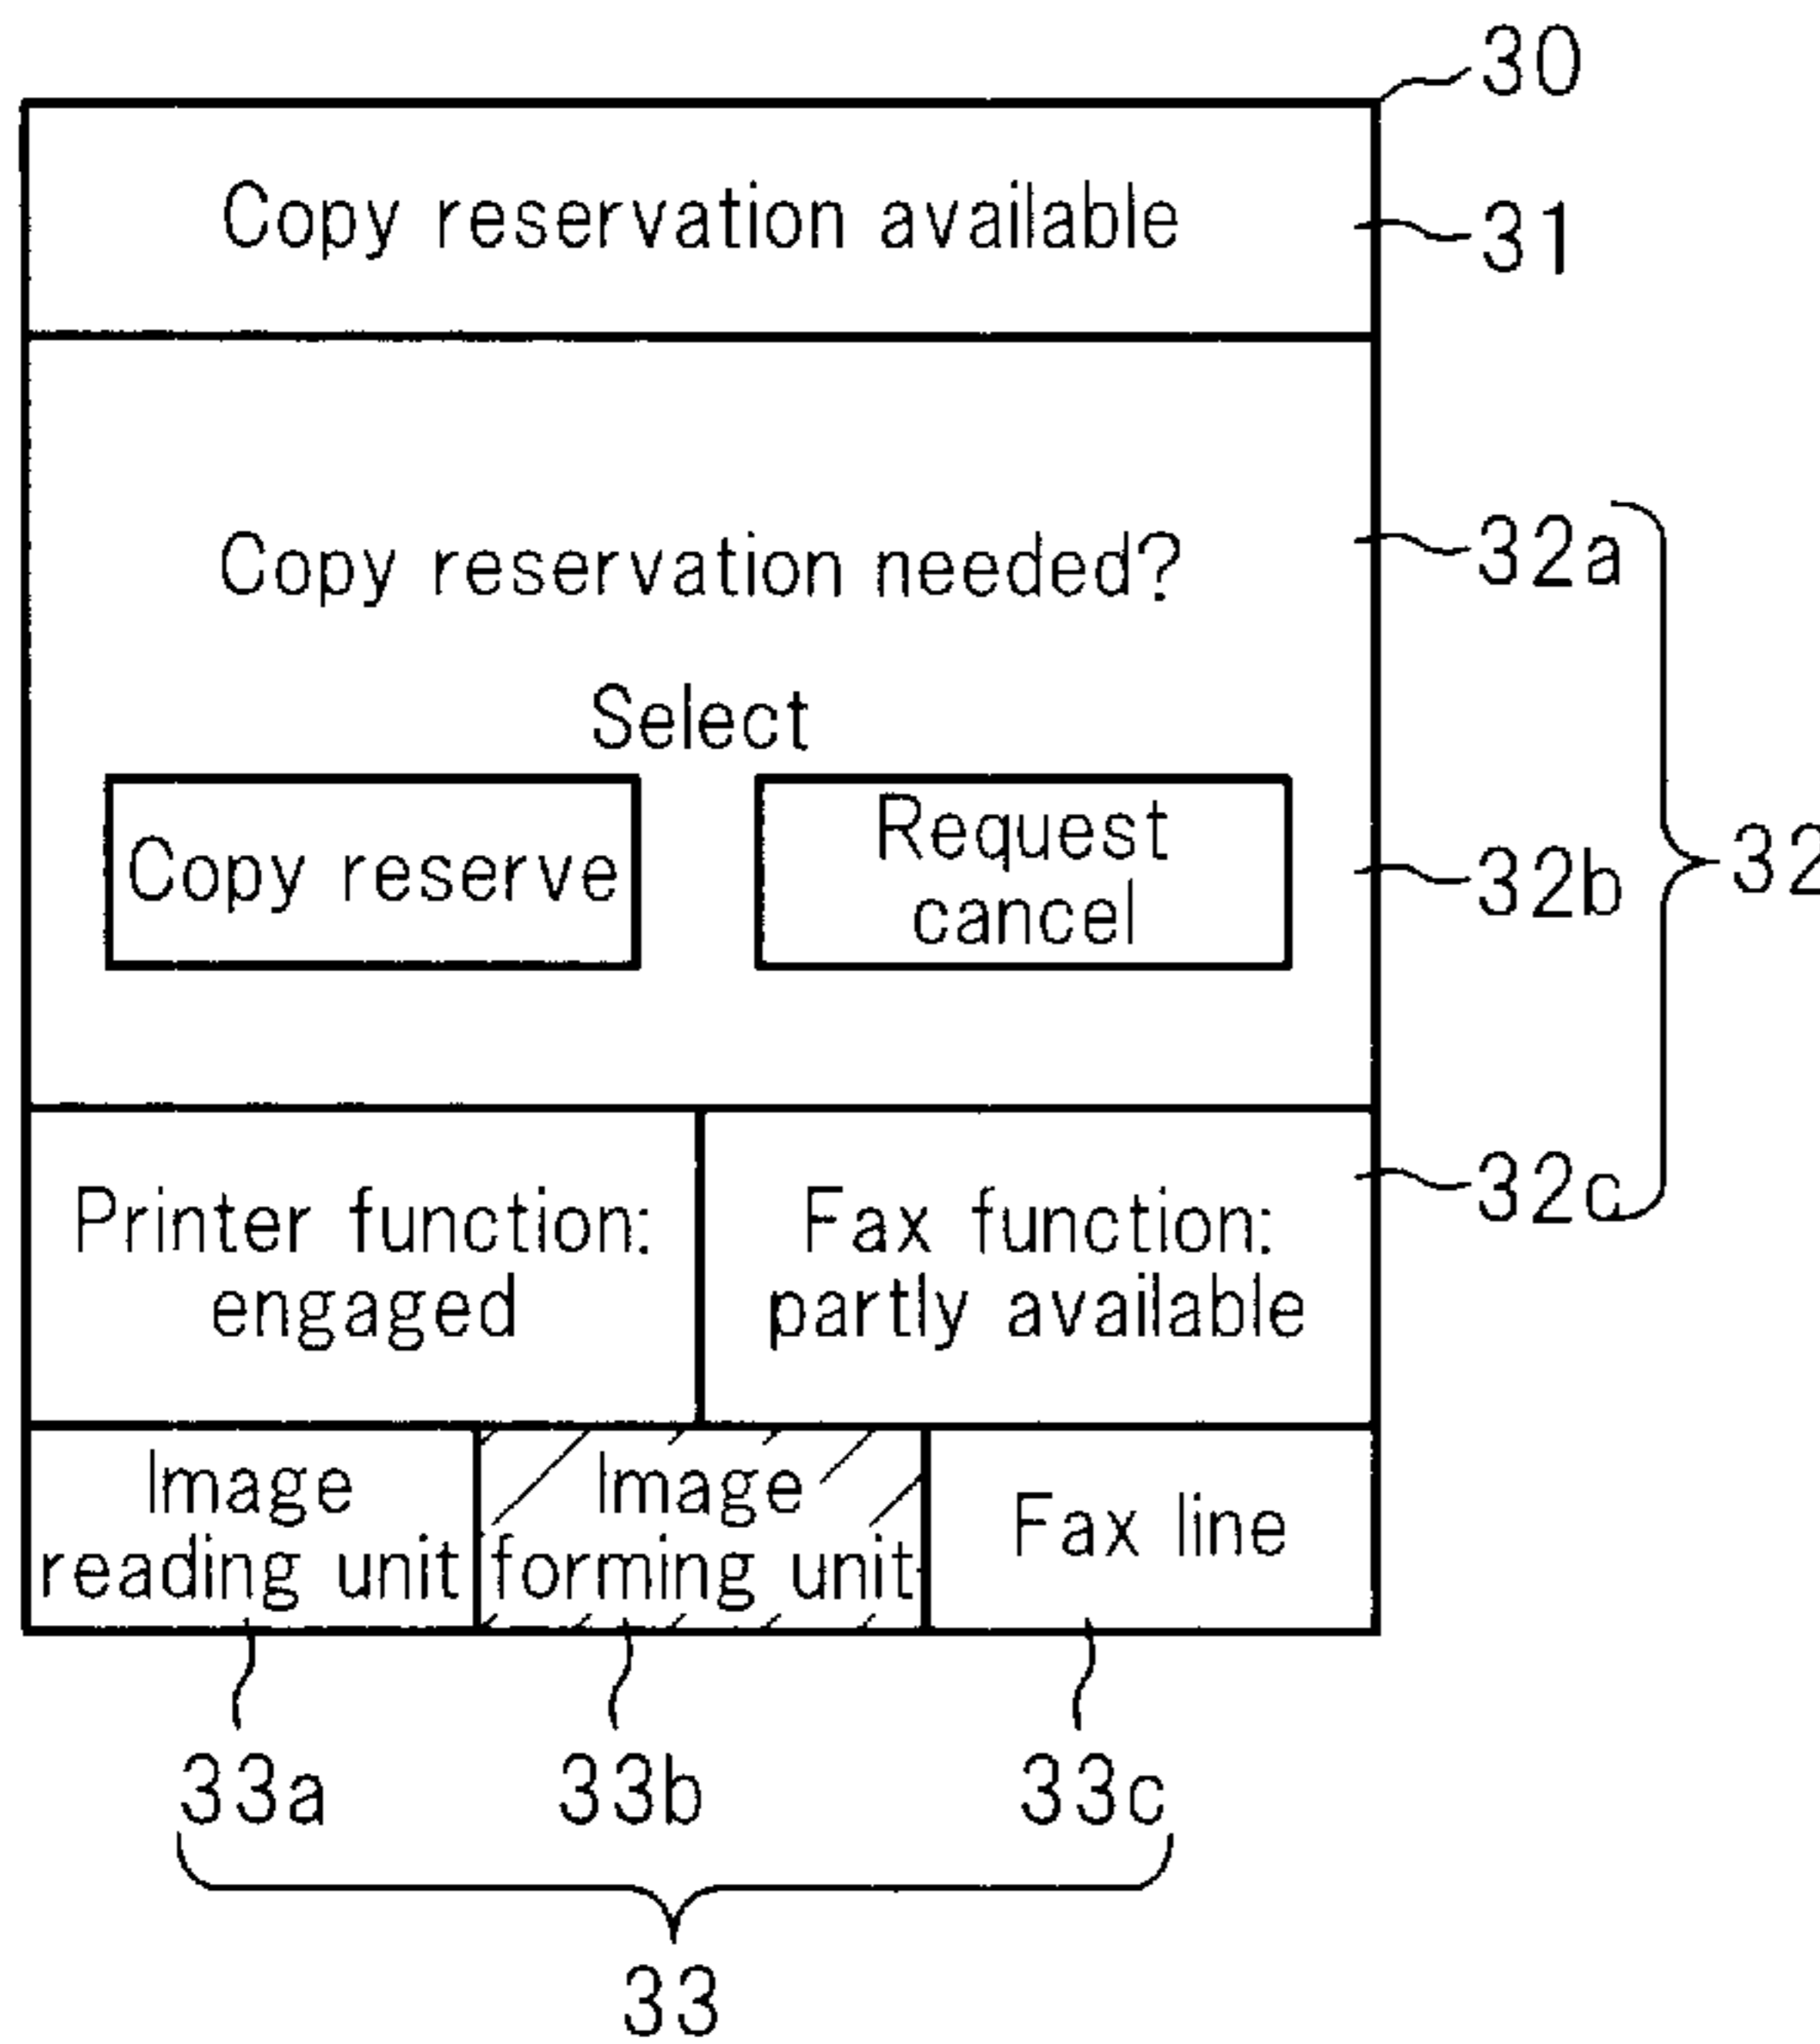 30
Copy reservation available
31
Copy reservation needed?
32a
Select
Copy reserve
Request
cancel
32b
32
Printer function:
engaged
Fax function:
partly available
32c
Image
reading unit
Image
forming unit
Fax line
33a
33b
33c
33